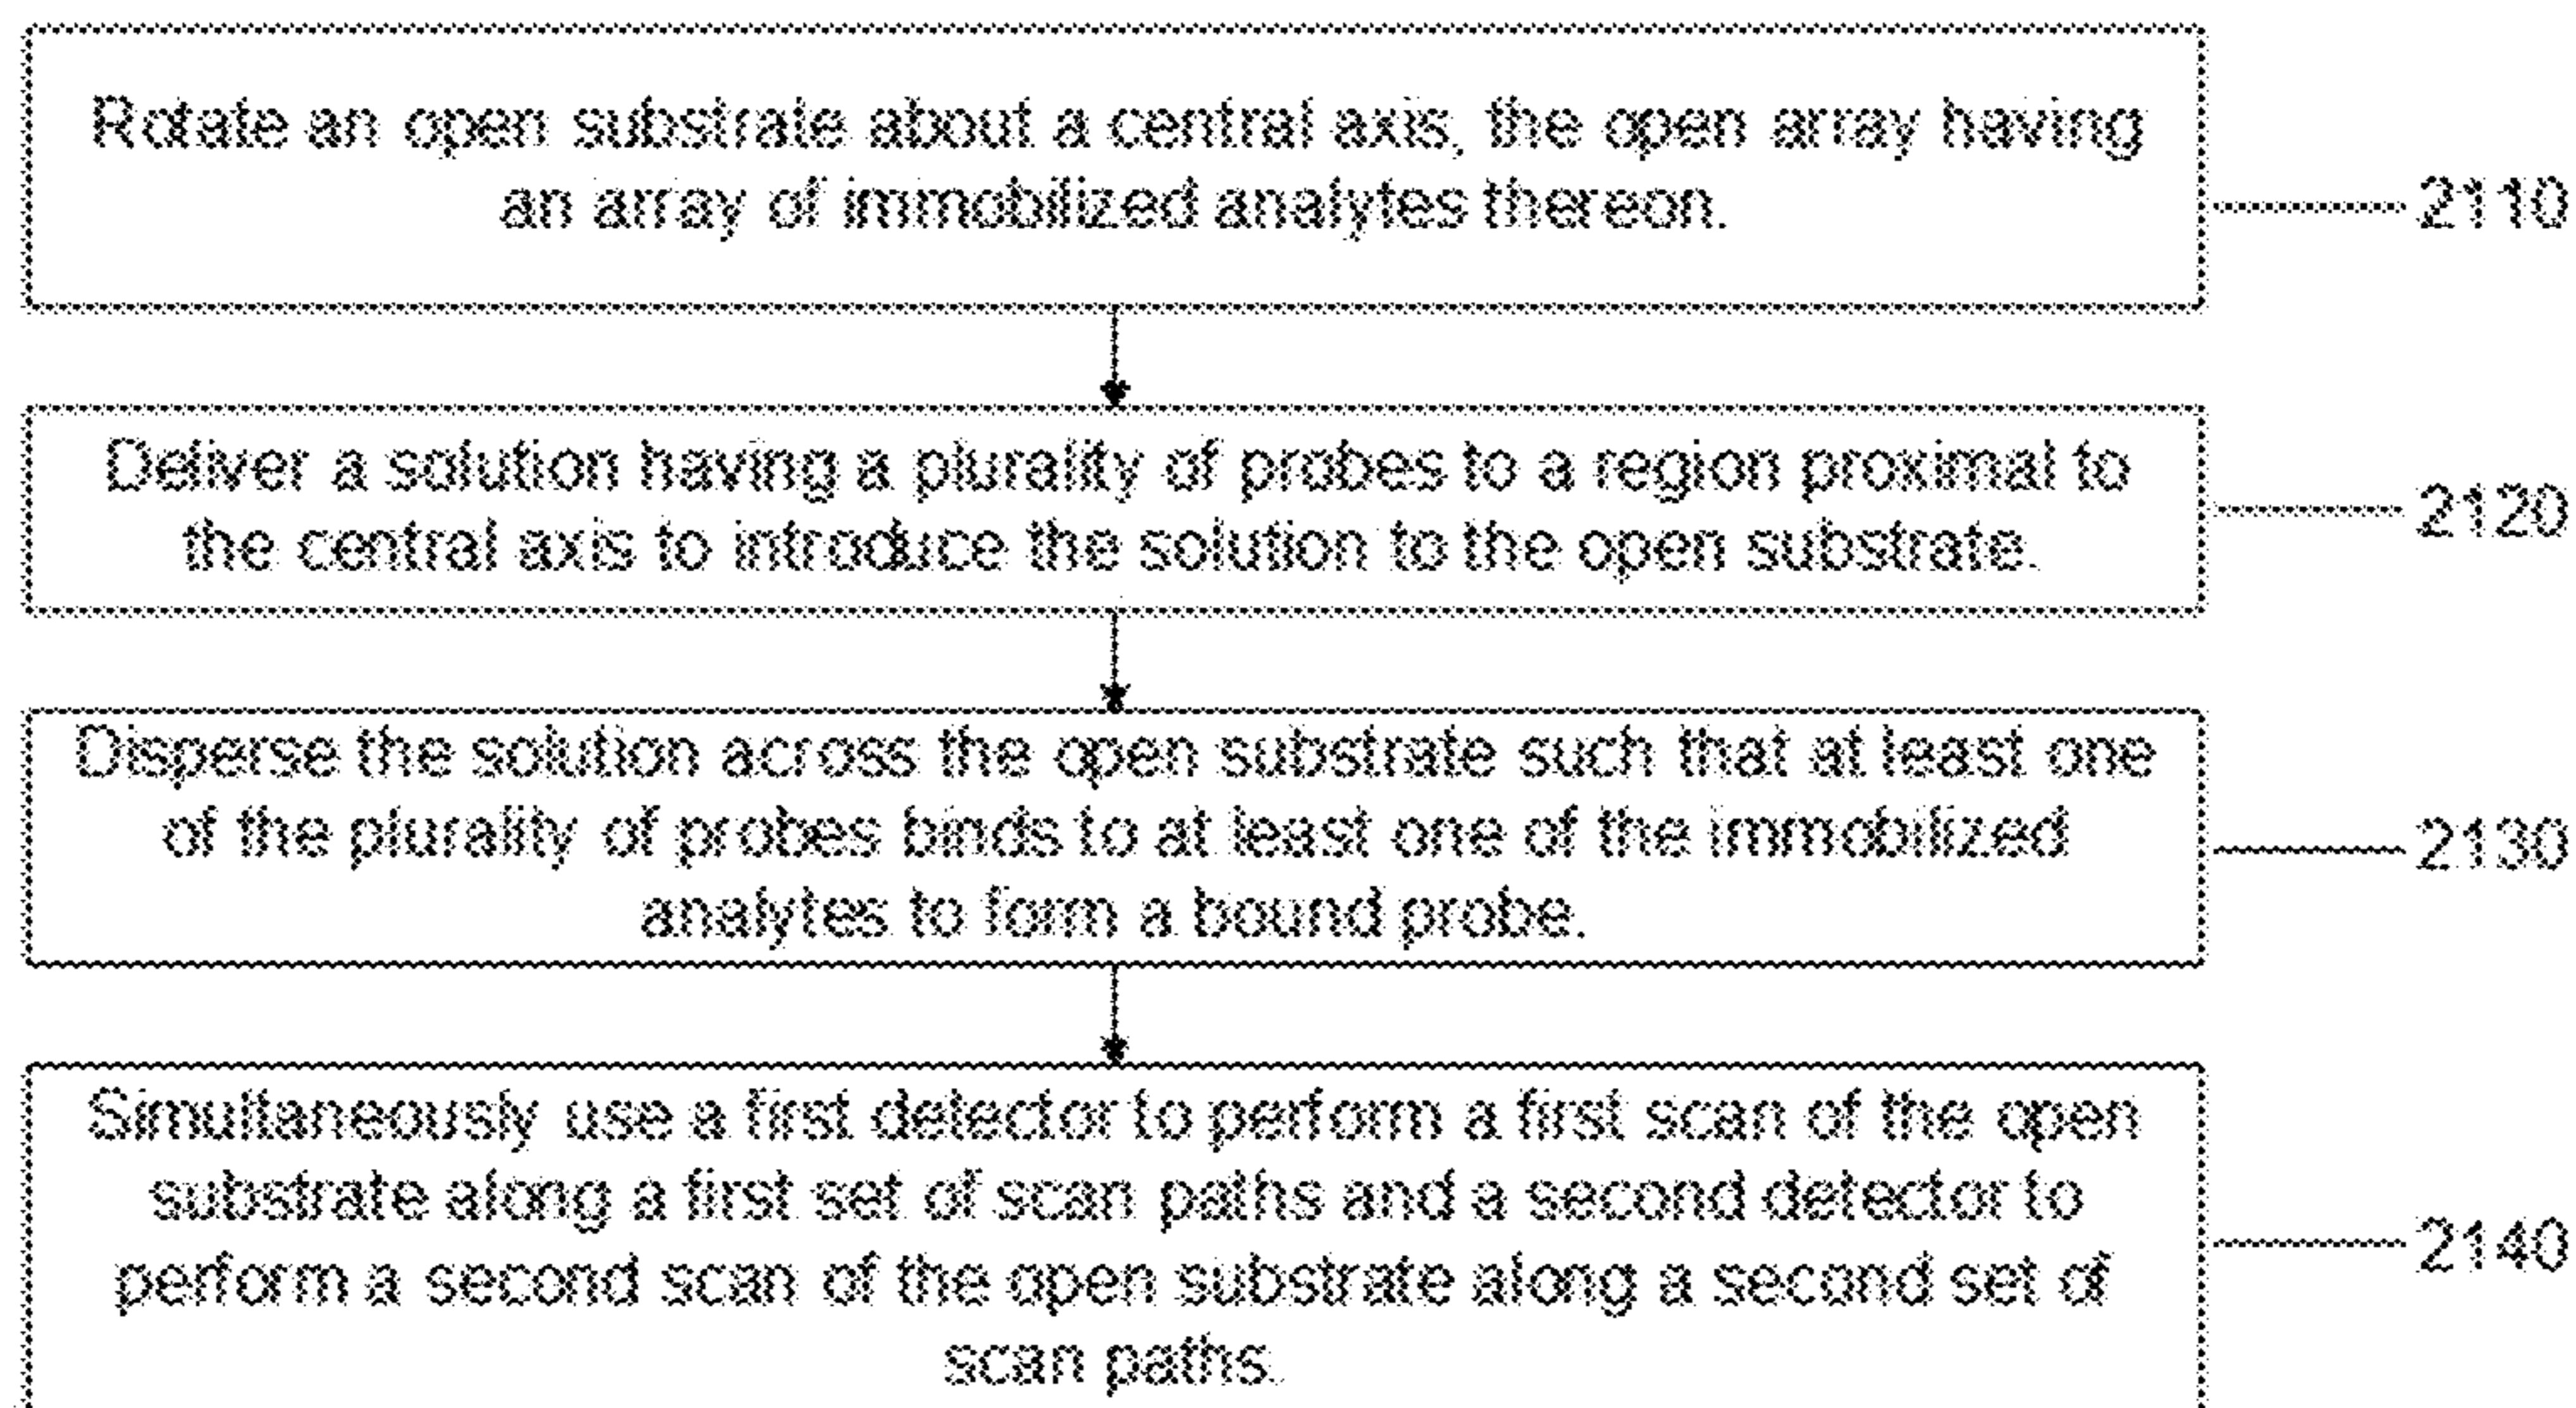 Rotate an open substrate about a central axis, the open array having
an array of immobilized analytes thereon.
2110
Deliver a solution having a plurality of probes to a region proximal to
the central axis to introduce the solution to the open substrate.
2120
Disperse the solution across the open substrate such that at least one
of the plurality of probes binds to at least one of the immobilized
analytes to form a bound probe.
2130
Simultaneously use a first detector to perform a first scan of the open
substrate along a first set of scan paths and a second detector to
perform a second scan of the open substrate along a second set of
scan paths.
2140